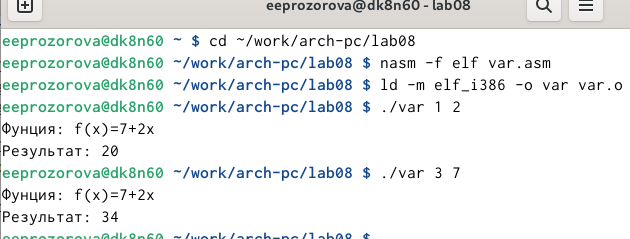 eeprozorova@dk8n60 - lab08
eeprozorova@dk8n60 ~ $ cd ~/work/arch-pc/lab08
eeprozorova@dk8n60 ~/work/arch-pc/lab08 $ nasm -f elf var.asm
eeprozorova@dk8n60 ~/work/arch-pc/lab08 $ ld -m elf_i386 -o var var.o
eeprozorova@dk8n60 ~/work/arch-pc/lab08 $ ./var 1 2
Фунция: f(x)=7+2x
Результат: 20
eeprozorova@dk8n60 ~/work/arch-pc/lab08 $ ./var 3 7
Фунция: f(x)=7+2x
Результат: 34
eeprozorova@dk8n60 ~/work/arch-pc/lab08 $